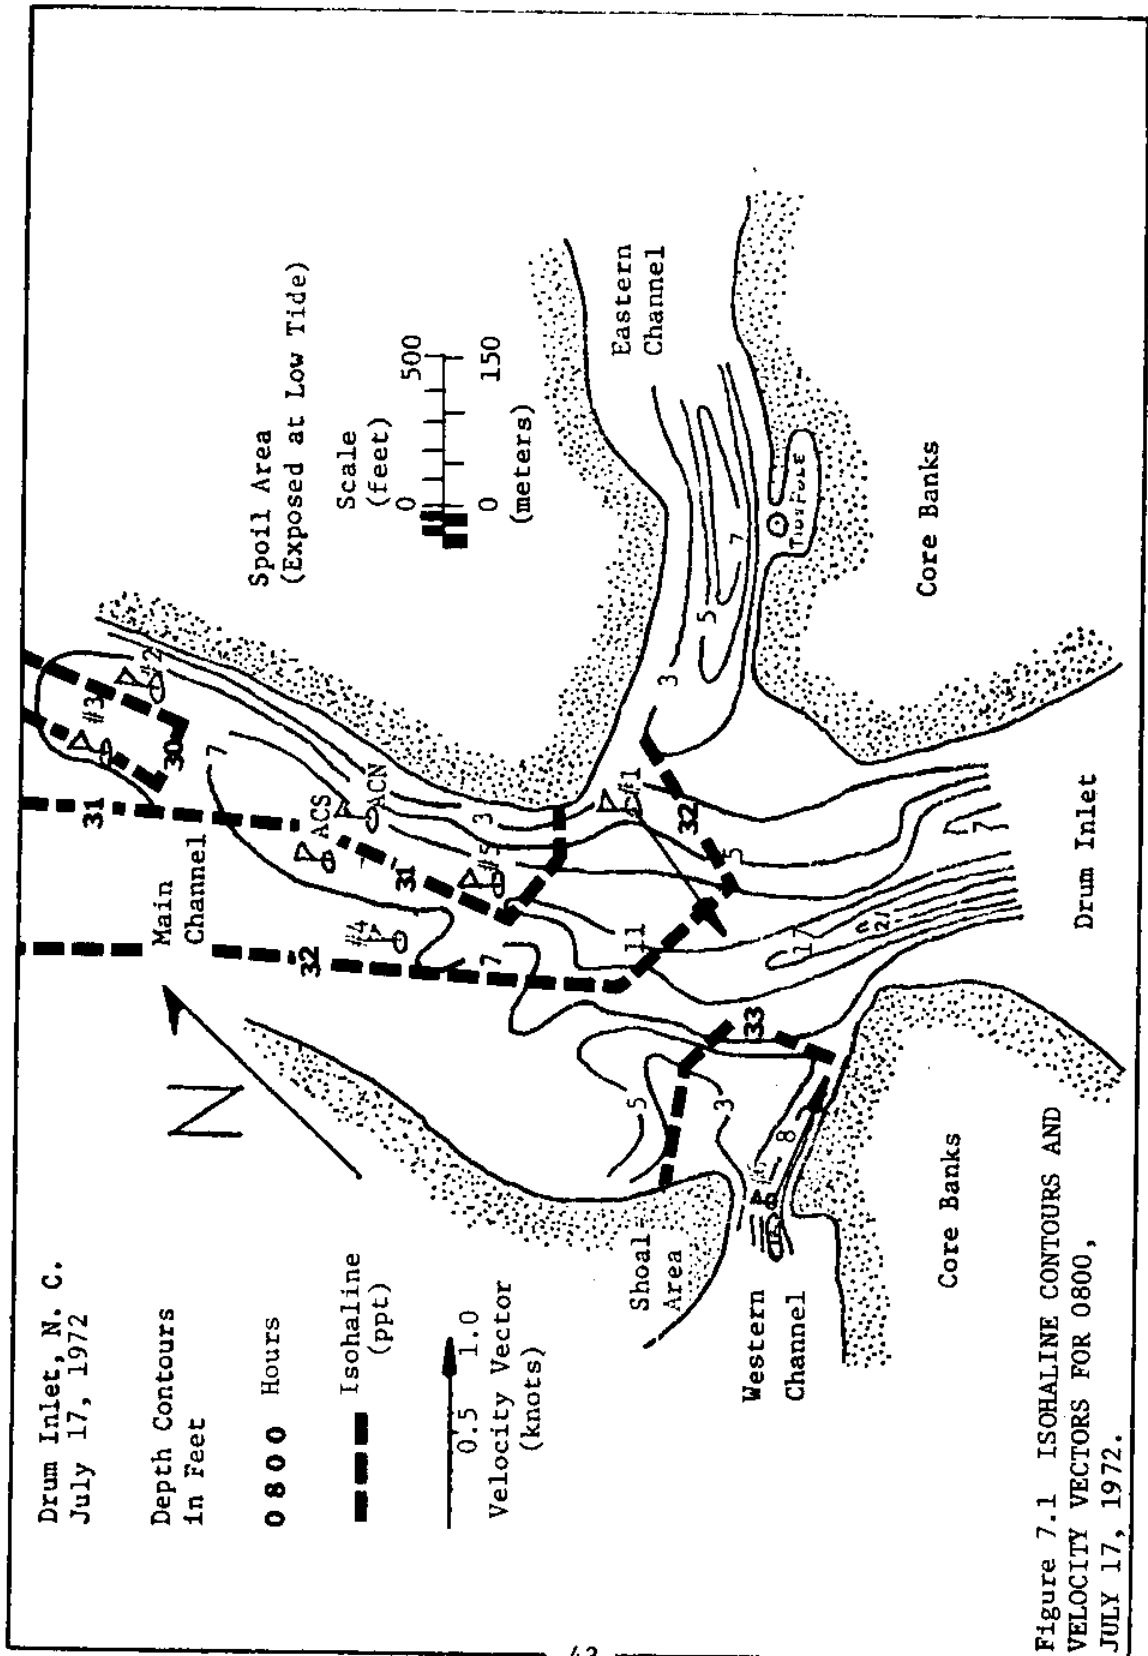 Drum Inlet, N. C.
July 17, 1972
Depth Contours
in Feet
0800 Hours
Isohaline
(ppt)
0.5 1.0
Velocity Vector
(knots)
N
Main
Channel
Spoil Area
(Exposed at Low Tide)
Scale
(feet)
0 500
0 150
(meters)
Eastern
Channel
Shoal
Area
Western
Channel
Core Banks
Core Banks
Drum Inlet
TIDE POLE
#1
#2
#3
#4
#5
ACS
ACN
30
31
31
32
32
33
7
7
3
5
3
8
11
17
21
5
7
3
5
7
Figure 7.1 ISOHALINE CONTOURS AND
VELOCITY VECTORS FOR 0800,
JULY 17, 1972.